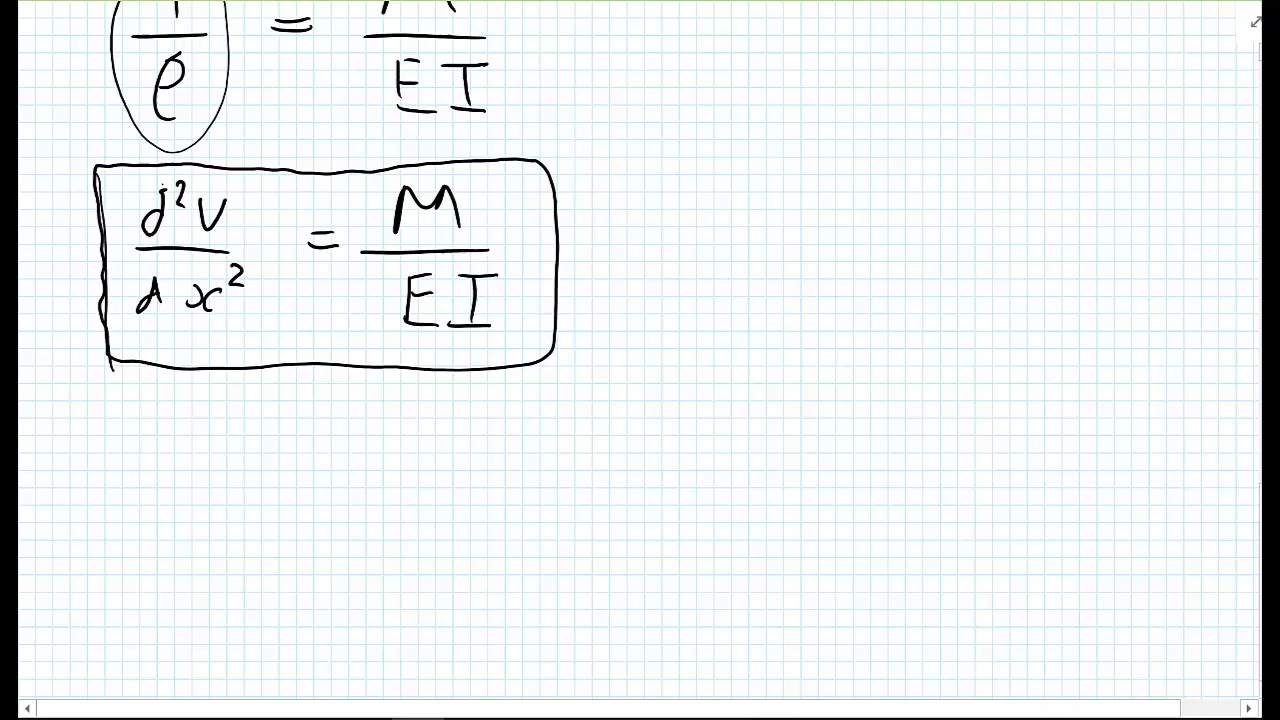 1/ρ = M/EI
d²v/dx² = M/EI